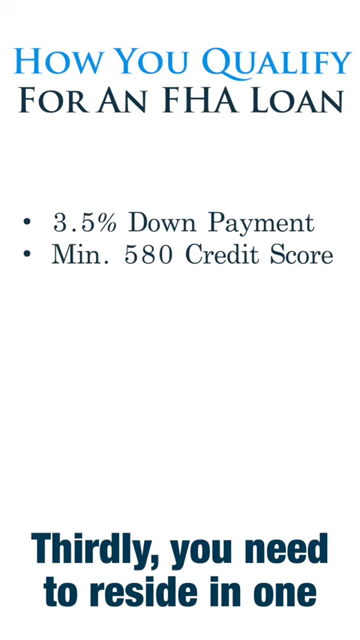 How You Qualify
For An FHA Loan
• 3.5% Down Payment
• Min. 580 Credit Score
Thirdly, you need
to reside in one